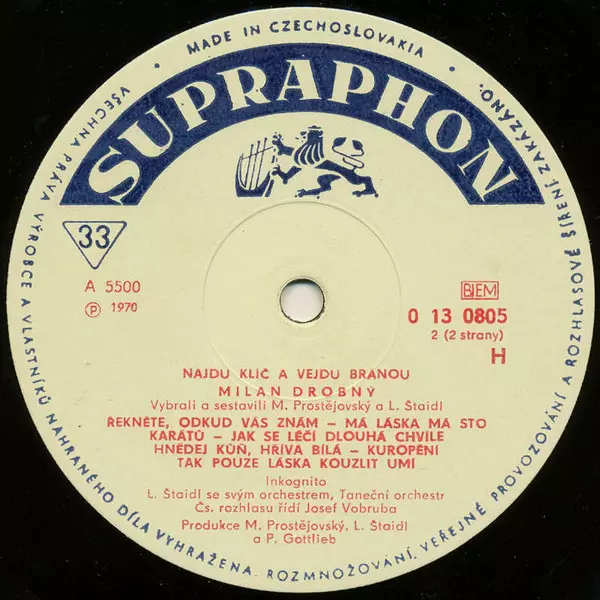 • MADE IN CZECHOSLOVAKIA •
SUPRAPHON
33
A 5500
Ⓟ 1970
BIEM
0 13 0805
2 (2 strany)
H
NAJDU KLÍČ A VEJDU BRANOU
MILAN DROBNÝ
Vybrali a sestavili M. Prostějovský a L. Štaidl
ŘEKNĚTE, ODKUD VÁS ZNÁM – MÁ LÁSKA MÁ STO
KARÁTŮ – JAK SE LÉČÍ DLOUHÁ CHVÍLE
HNĚDEJ KŮŇ, HŘÍVA BÍLÁ – KUROPĚNÍ
TAK POUZE LÁSKA KOUZLIT UMÍ
Inkognito
L. Štaidl se svým orchestrem, Taneční orchestr
Čs. rozhlasu řídí Josef Vobruba
Produkce M. Prostějovský, L. Štaidl
a P. Gottlieb
• VŠECHNA PRÁVA VÝROBCE A VLASTNÍKŮ NAHRANÉHO DÍLA VYHRAŽENA. ROZMNOŽOVÁNÍ, VEŘEJNÉ PROVOZOVÁNÍ A ROZHLASOVÉ ŠÍŘENÍ ZAKÁZÁNO. •